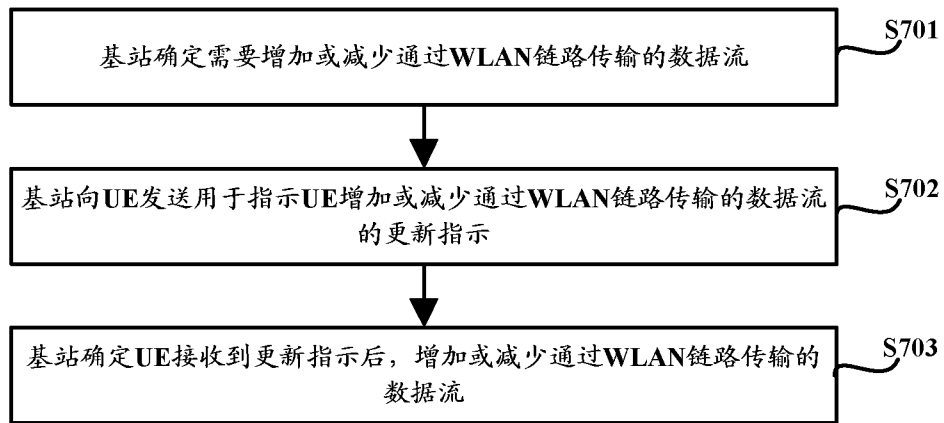 S701
基站确定需要增加或减少通过WLAN链路传输的数据流
基站向UE发送用于指示UE增加或减少通过WLAN链路传输的数据流
的更新指示
S702
基站确定UE接收到更新指示后，增加或减少通过WLAN链路传输的
数据流
S703